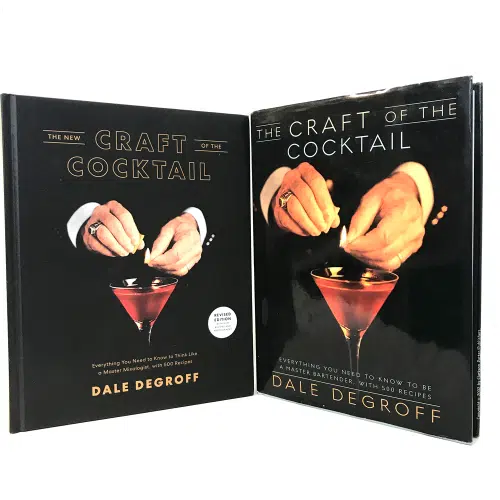 THE NEW CRAFT OF THE
COCKTAIL
REVISED
EDITION
Everything You Need to Know to Think Like
a Master Mixologist, with 500 Recipes
DALE DEGROFF
THE CRAFT OF THE
COCKTAIL
EVERYTHING YOU NEED TO KNOW TO BE
A MASTER BARTENDER, WITH 500 RECIPES
DALE DEGROFF